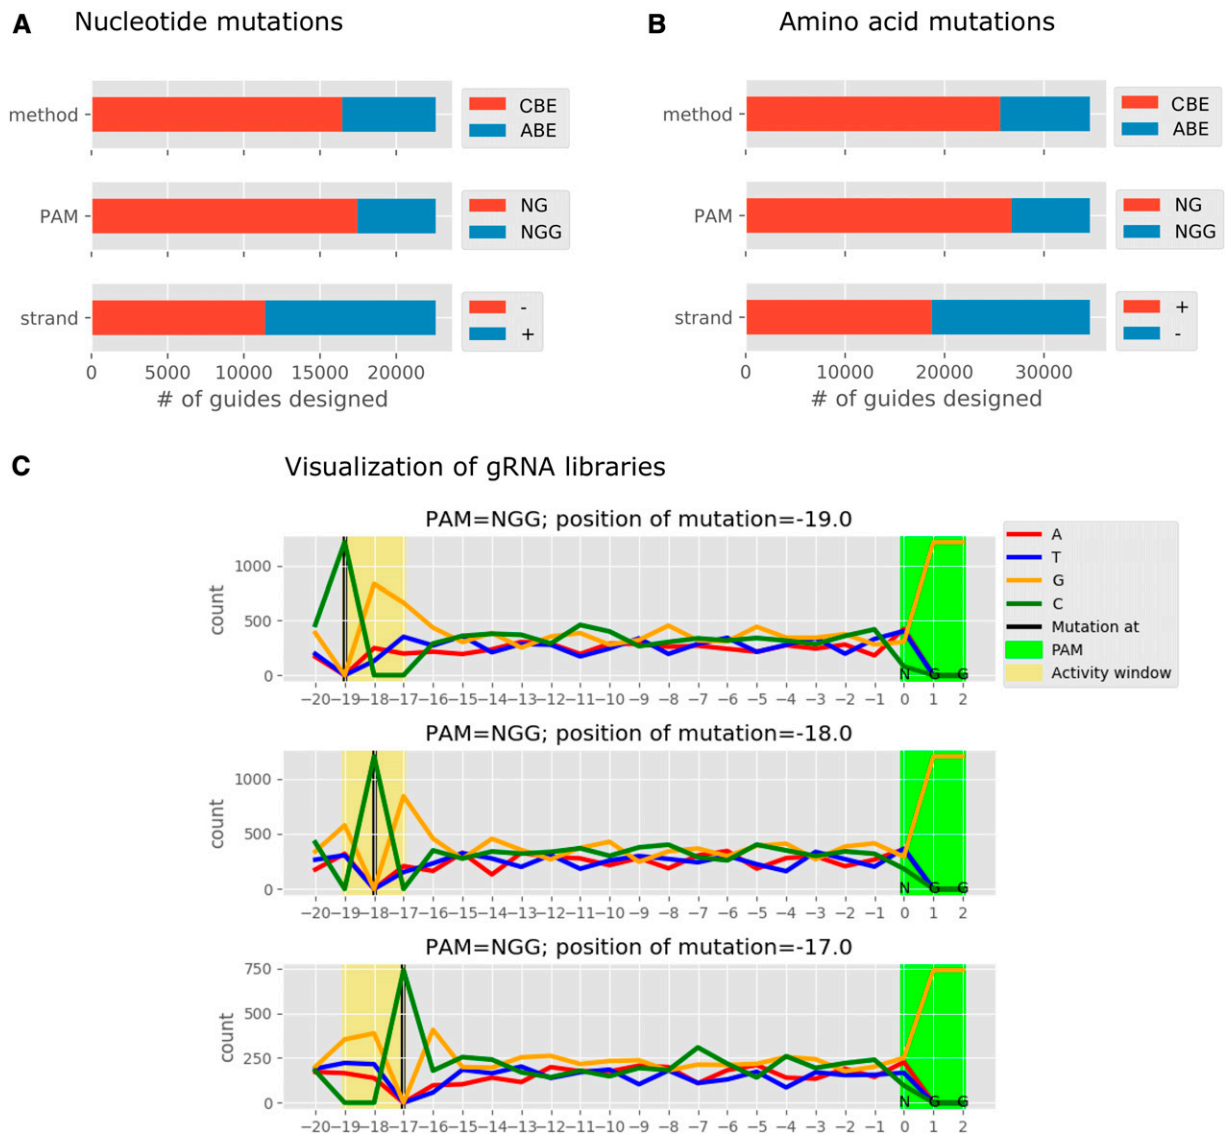 A Nucleotide mutations
method
CBE
ABE
PAM
NG
NGG
strand
-
+
0 5000 10000 15000 20000
# of guides designed
B Amino acid mutations
method
CBE
ABE
PAM
NG
NGG
strand
+
-
0 10000 20000 30000
# of guides designed
C Visualization of gRNA libraries
PAM=NGG; position of mutation=-19.0
count
1000
500
0
N G G
−20 −19 −18 −17 −16 −15 −14 −13 −12 −11 −10 −9 −8 −7 −6 −5 −4 −3 −2 −1 0 1 2
A
T
G
C
Mutation at
PAM
Activity window
PAM=NGG; position of mutation=-18.0
count
1000
500
0
N G G
−20 −19 −18 −17 −16 −15 −14 −13 −12 −11 −10 −9 −8 −7 −6 −5 −4 −3 −2 −1 0 1 2
PAM=NGG; position of mutation=-17.0
count
750
500
250
0
N G G
−20 −19 −18 −17 −16 −15 −14 −13 −12 −11 −10 −9 −8 −7 −6 −5 −4 −3 −2 −1 0 1 2